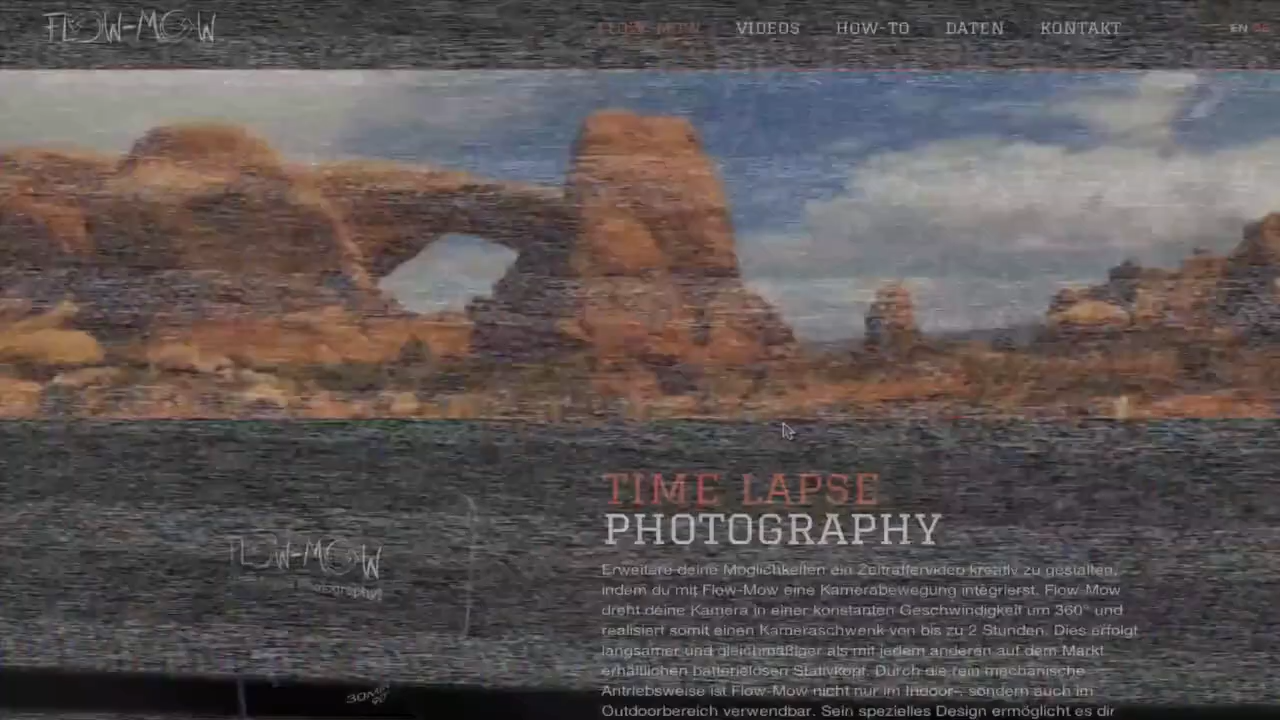 FLOW-MOW
FLOW-MOW VIDEOS HOW-TO DATEN KONTAKT EN DE
TIME LAPSE
PHOTOGRAPHY
Erweitere deine Möglichkeiten ein Zeitraffervideo kreativ zu gestalten,
indem du mit Flow-Mow eine Kamerabewegung integrierst. Flow-Mow
dreht deine Kamera in einer konstanten Geschwindigkeit um 360° und
realisiert somit einen Kameraschwenk von bis zu 2 Stunden. Dies erfolgt
langsamer und gleichmäßiger als mit jedem anderen auf dem Markt
erhältlichen batterielosen Stativkopf. Durch die rein mechanische
Antriebsweise ist Flow-Mow nicht nur im Indoor-, sondern auch im
Outdoorbereich verwendbar. Sein spezielles Design ermöglicht es dir
FLOW-MOW